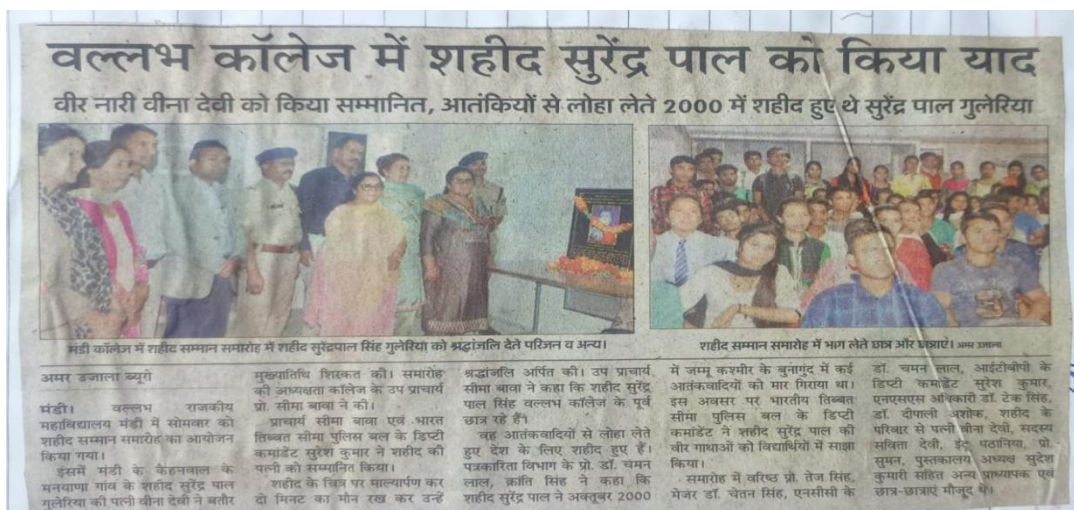 वल्लभ कॉलेज में शहीद सुरेंद्र पाल को किया याद
वीर नारी वीना देवी को किया सम्मानित, आतंकियों से लोहा लेते 2000 में शहीद हुए थे सुरेंद्र पाल गुलेरिया
मंडी कॉलेज में शहीद सम्मान समारोह में शहीद सुरेंद्रपाल सिंह गुलेरिया को श्रद्धांजलि देते परिजन व अन्य।
शहीद सम्मान समारोह में भाग लेते छात्र और छात्राएं। अमर उजाला
अमर उजाला ब्यूरो
मंडी। वल्लभ राजकीय
महाविद्यालय मंडी में सोमवार को
शहीद सम्मान समारोह का आयोजन
किया गया।
इसमें मंडी के कैहनवाल के
मनयाणा गांव के शहीद सुरेंद्र पाल
गुलेरिया की पत्नी वीना देवी ने बतौर
मुख्यातिथि शिरकत की। समारोह
की अध्यक्षता कॉलेज के उप प्राचार्य
प्रो. सीमा बावा ने की।
प्राचार्य सीमा बावा एवं भारत
तिब्बत सीमा पुलिस बल के डिप्टी
कमांडेंट सुरेश कुमार ने शहीद की
पत्नी को सम्मानित किया।
शहीद के चित्र पर माल्यार्पण कर
दो मिनट का मौन रख कर उन्हें
श्रद्धांजलि अर्पित की। उप प्राचार्य
सीमा बावा ने कहा कि शहीद सुरेंद्र
पाल सिंह वल्लभ कॉलेज के पूर्व
छात्र रहे हैं।
वह आतंकवादियों से लोहा लेते
हुए देश के लिए शहीद हुए हैं।
पत्रकारिता विभाग के प्रो. डॉ. चमन
लाल, क्रांति सिंह ने कहा कि
शहीद सुरेंद्र पाल ने अक्तूबर 2000
में जम्मू कश्मीर के बुनागुंद में कई
आतंकवादियों को मार गिराया था।
इस अवसर पर भारतीय तिब्बत
सीमा पुलिस बल के डिप्टी
कमांडेंट ने शहीद सुरेंद्र पाल की
वीर गाथाओं को विद्यार्थियों में साझा
किया।
समारोह में वरिष्ठ प्रो. तेज सिंह,
मेजर डॉ. चेतन सिंह, एनसीसी के
डॉ. चमन लाल, आईटीबीपी के
डिप्टी कमांडेंट सुरेश कुमार,
एनएसएस अधिकारी डॉ. टेक सिंह,
डॉ. दीपाली अशोक, शहीद के
परिवार से पत्नी वीना देवी, सदस्य
सविता देवी, इंदु पठानिया, प्रो.
सुमन, पुस्तकालय अध्यक्ष सुदेश
कुमारी सहित अन्य प्राध्यापक एवं
छात्र-छात्राएं मौजूद थे।